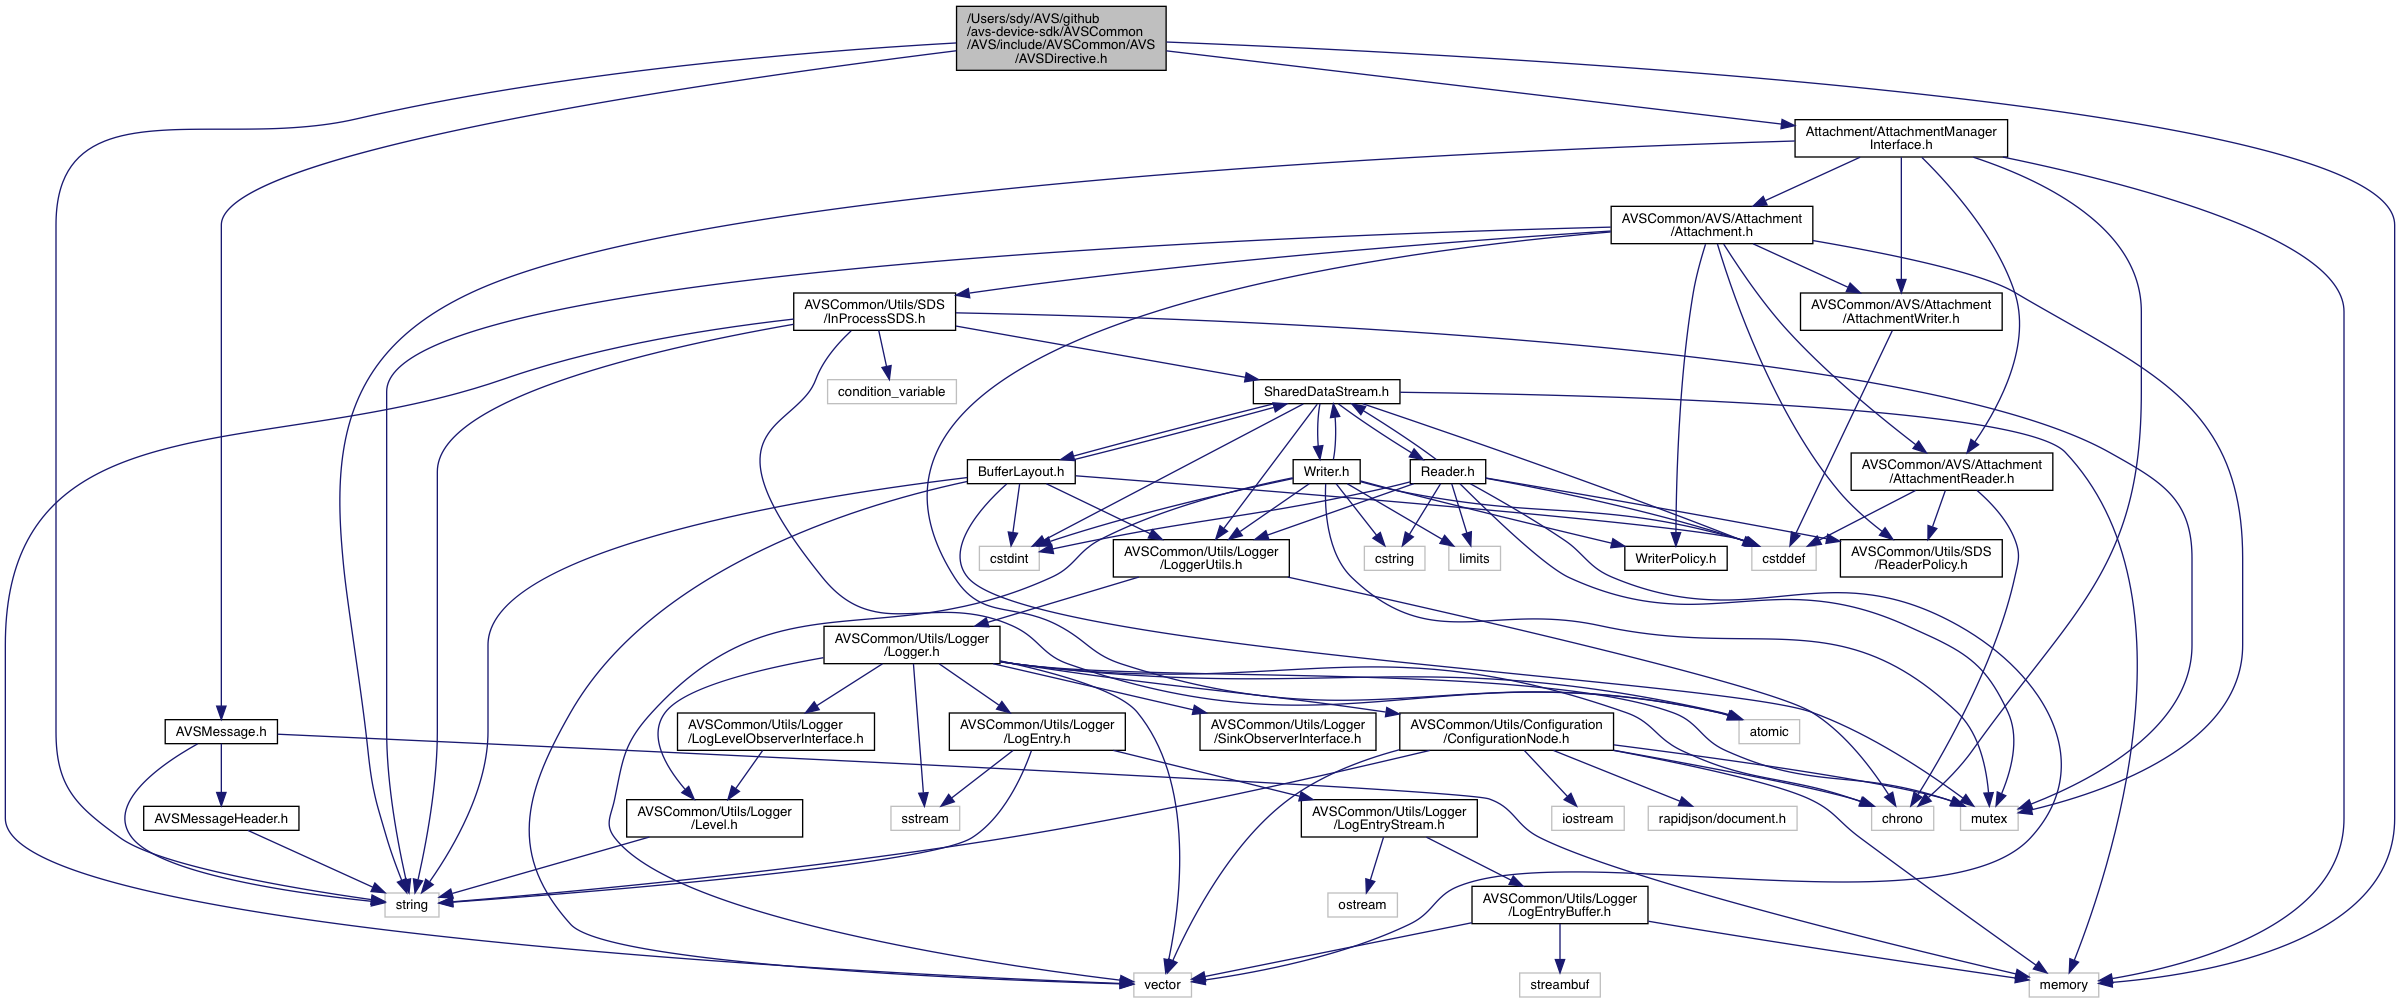 /Users/sdy/AVS/github
/avs-device-sdk/AVSCommon
/AVS/include/AVSCommon/AVS
/AVSDirective.h
Attachment/AttachmentManager
Interface.h
AVSCommon/AVS/Attachment
/Attachment.h
AVSCommon/Utils/SDS
/InProcessSDS.h
AVSCommon/AVS/Attachment
/AttachmentWriter.h
condition_variable
SharedDataStream.h
BufferLayout.h
Writer.h
Reader.h
AVSCommon/AVS/Attachment
/AttachmentReader.h
cstdint
AVSCommon/Utils/Logger
/LoggerUtils.h
cstring
limits
WriterPolicy.h
cstddef
AVSCommon/Utils/SDS
/ReaderPolicy.h
AVSCommon/Utils/Logger
/Logger.h
AVSMessage.h
AVSCommon/Utils/Logger
/LogLevelObserverInterface.h
AVSCommon/Utils/Logger
/LogEntry.h
AVSCommon/Utils/Logger
/SinkObserverInterface.h
AVSCommon/Utils/Configuration
/ConfigurationNode.h
atomic
AVSMessageHeader.h
AVSCommon/Utils/Logger
/Level.h
sstream
AVSCommon/Utils/Logger
/LogEntryStream.h
iostream
rapidjson/document.h
chrono
mutex
string
ostream
AVSCommon/Utils/Logger
/LogEntryBuffer.h
vector
streambuf
memory